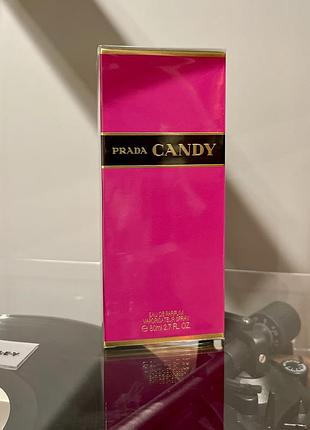 PRADA CANDY
EAU DE PARFUM
VAPORISATEUR SPRAY
℮ 80ml 2.7 FL. OZ.